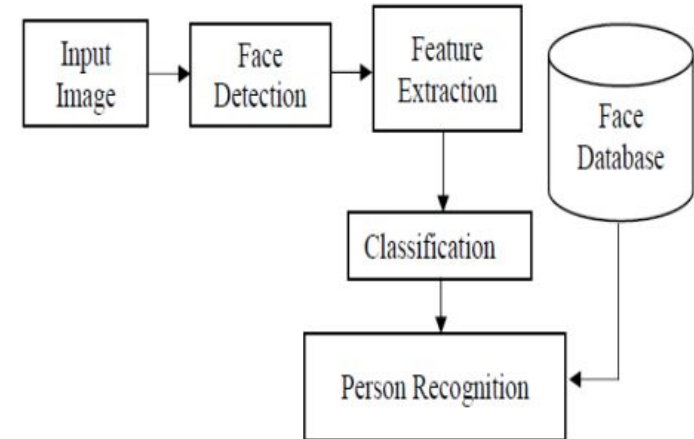 Input
Image
Face
Detection
Feature
Extraction
Face
Database
Classification
Person Recognition